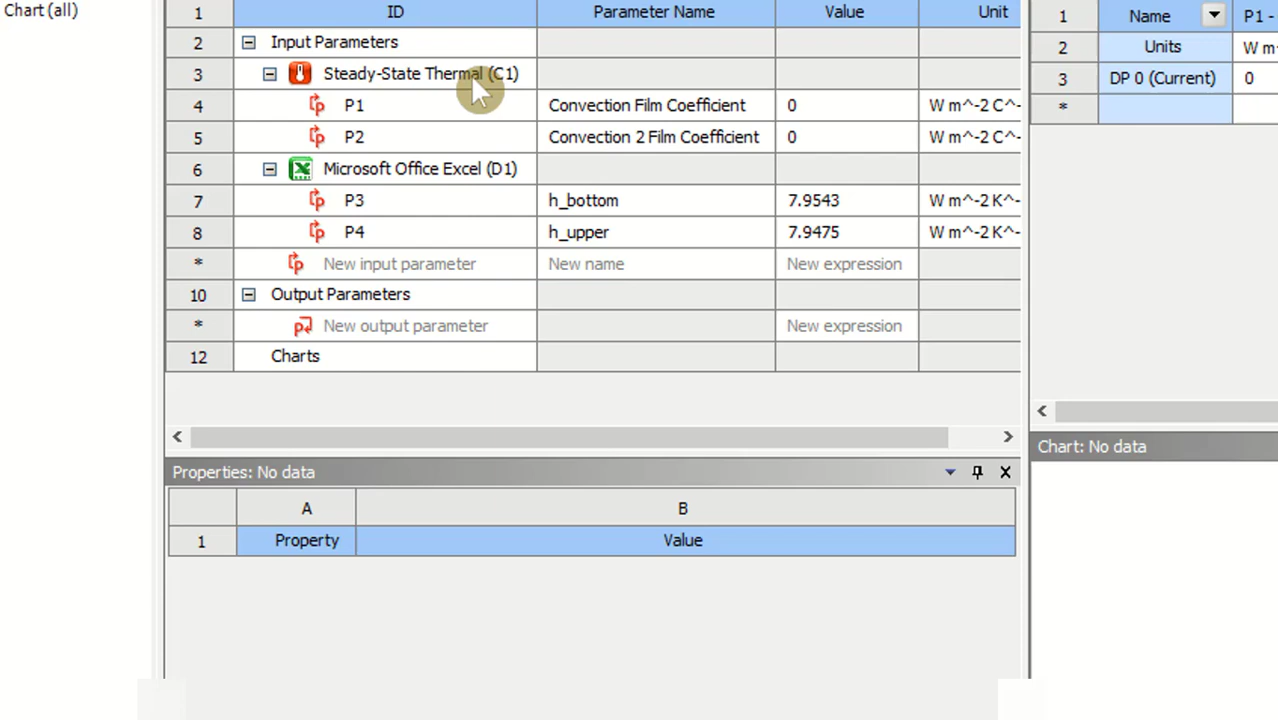 Chart (all)
1 ID Parameter Name Value Unit
2 Input Parameters
3 Steady-State Thermal (C1)
4 P1 Convection Film Coefficient 0 W m^-2 C^-
5 P2 Convection 2 Film Coefficient 0 W m^-2 C^-
6 Microsoft Office Excel (D1)
7 P3 h_bottom 7.9543 W m^-2 K^-
8 P4 h_upper 7.9475 W m^-2 K^-
* New input parameter New name New expression
10 Output Parameters
* New output parameter New expression
12 Charts
Properties: No data
A B
1 Property Value
1 Name P1 -
2 Units W m^
3 DP 0 (Current) 0
*
Chart: No data